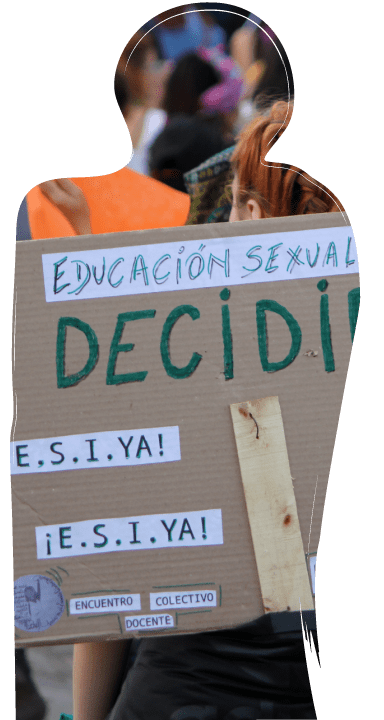 EDUCACIÓN SEXUAL
DECIDI
E,S.I.YA!
¡E.S.I.YA!
ENCUENTRO COLECTIVO
DOCENTE